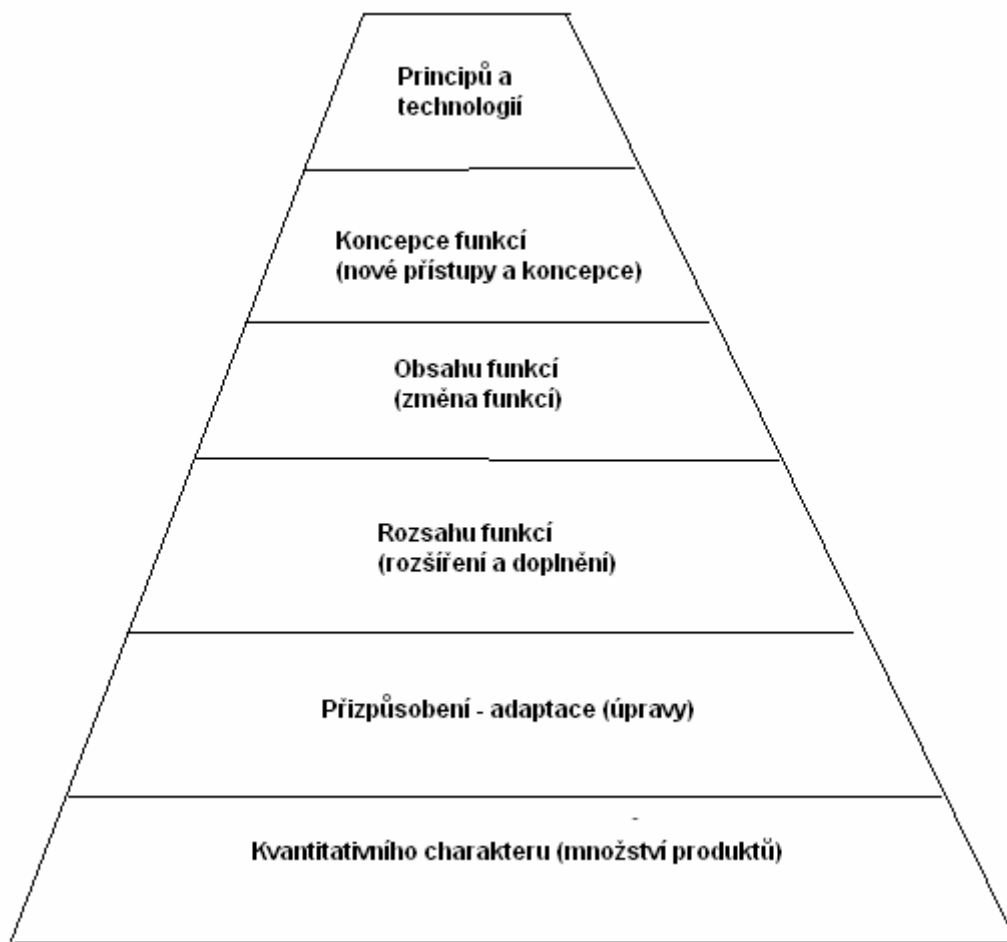 Principů a
technologií
Koncepce funkcí
(nové přístupy a koncepce)
Obsahu funkcí
(změna funkcí)
Rozsahu funkcí
(rozšíření a doplnění)
Přizpůsobení - adaptace (úpravy)
Kvantitativního charakteru (množství produktů)